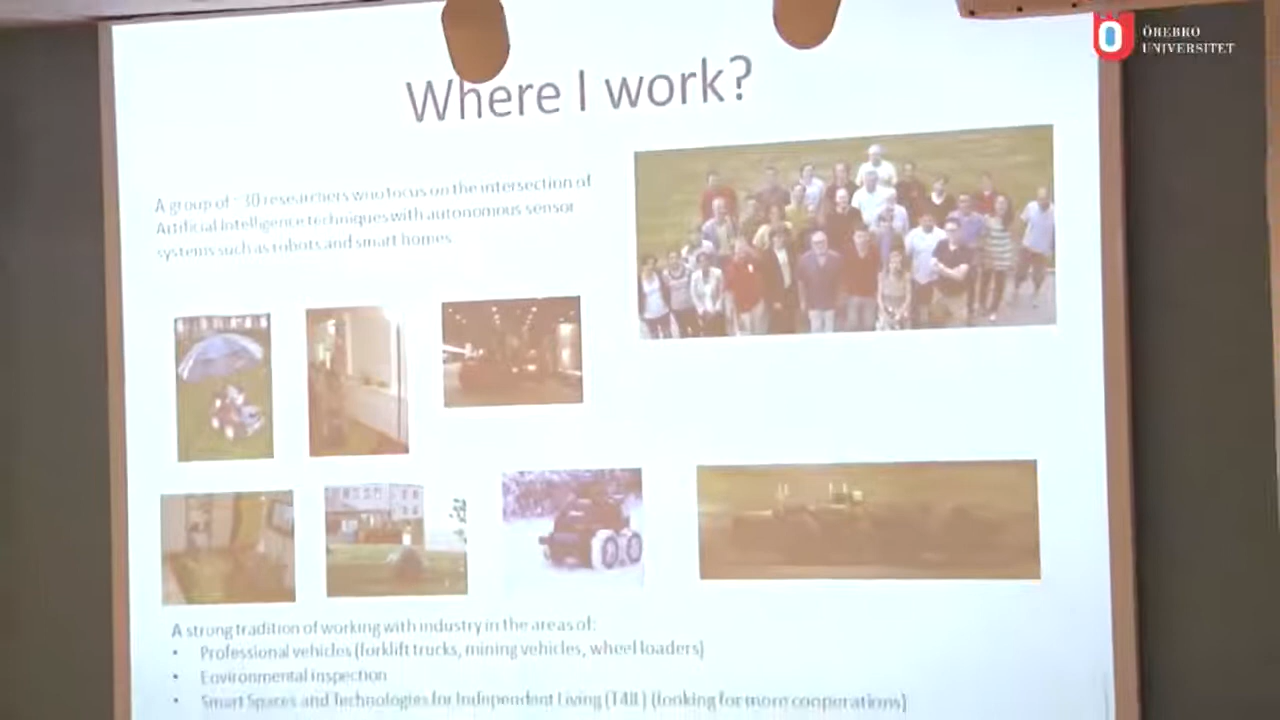 ÖREBRO
UNIVERSITET
Where I work?
A group of ~30 researchers who focus on the intersection of
Artificial Intelligence techniques with autonomous sensor
systems such as robots and smart homes
A strong tradition of working with industry in the areas of:
• Professional vehicles (forklift trucks, mining vehicles, wheel loaders)
• Environmental inspection
• Smart Spaces and Technologies for Independent Living (T4IL) (looking for more cooperations)